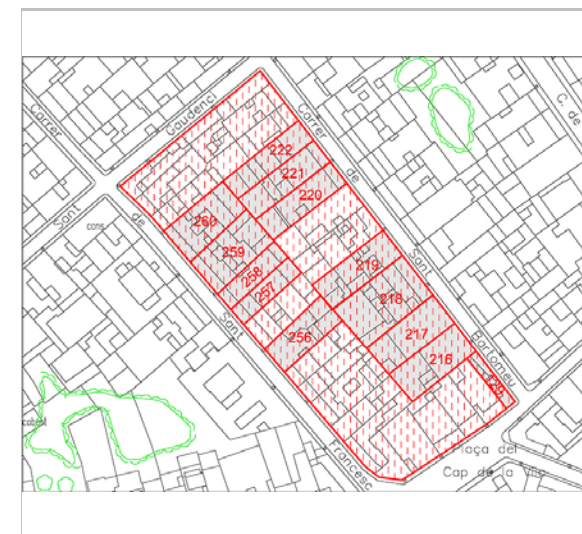 Carrer
de
Sant
Gaudenci
Carrer
de
Sant
Bartomeu
C. de
cons.
222
221
220
260
259
258
257
256
219
218
217
216
Sant
Francesc
Plaça del
Cap de la Vila